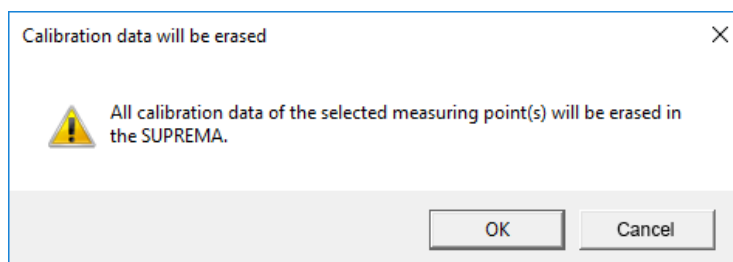 Calibration data will be erased
All calibration data of the selected measuring point(s) will be erased in
the SUPREMA.
OK Cancel